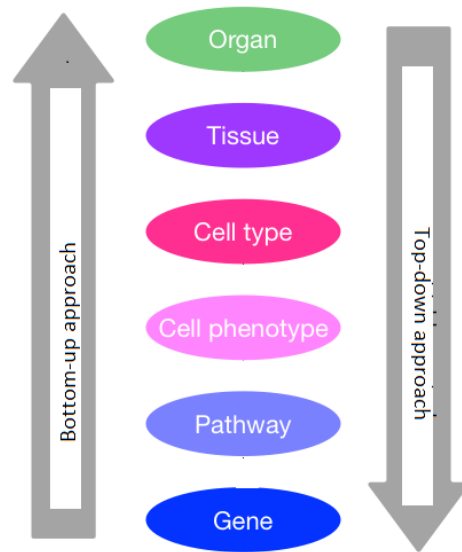 Organ
Tissue
Cell type
Cell phenotype
Pathway
Gene
Bottom-up approach
Top-down approach